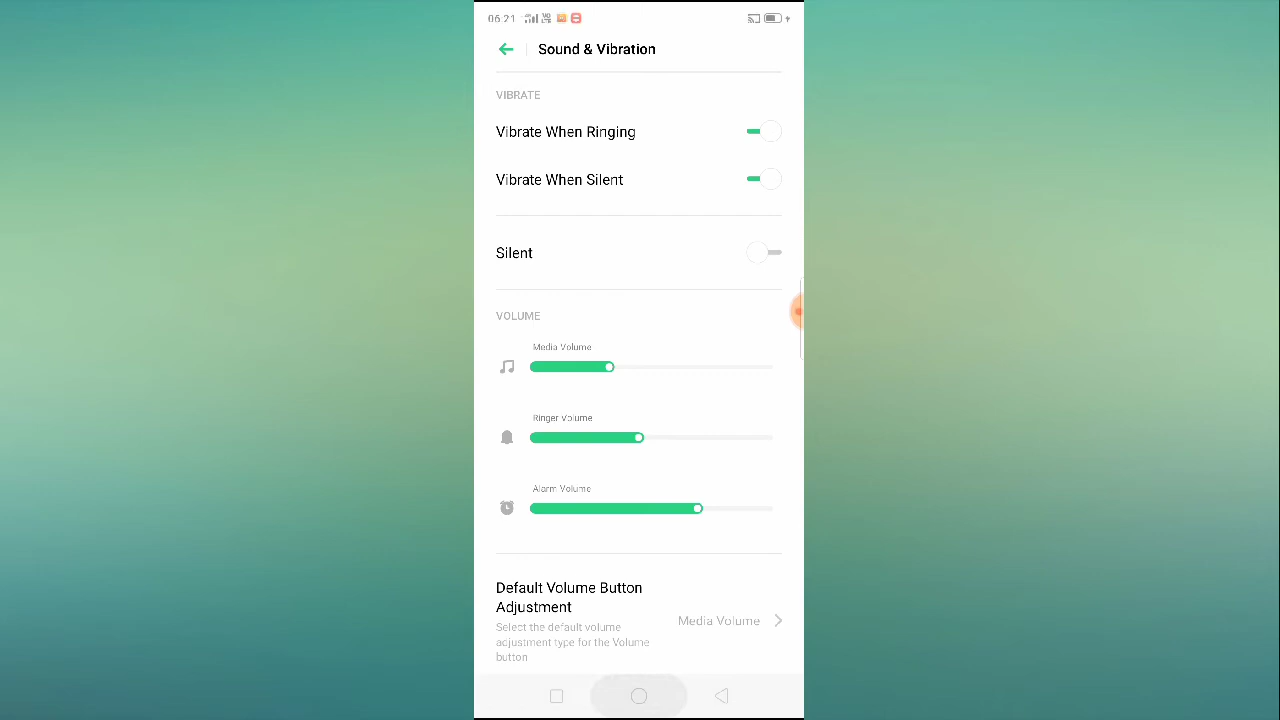 06:21
Sound & Vibration
VIBRATE
Vibrate When Ringing
Vibrate When Silent
Silent
VOLUME
Media Volume
Ringer Volume
Alarm Volume
Default Volume Button
Adjustment
Media Volume
Select the default volume
adjustment type for the Volume
button